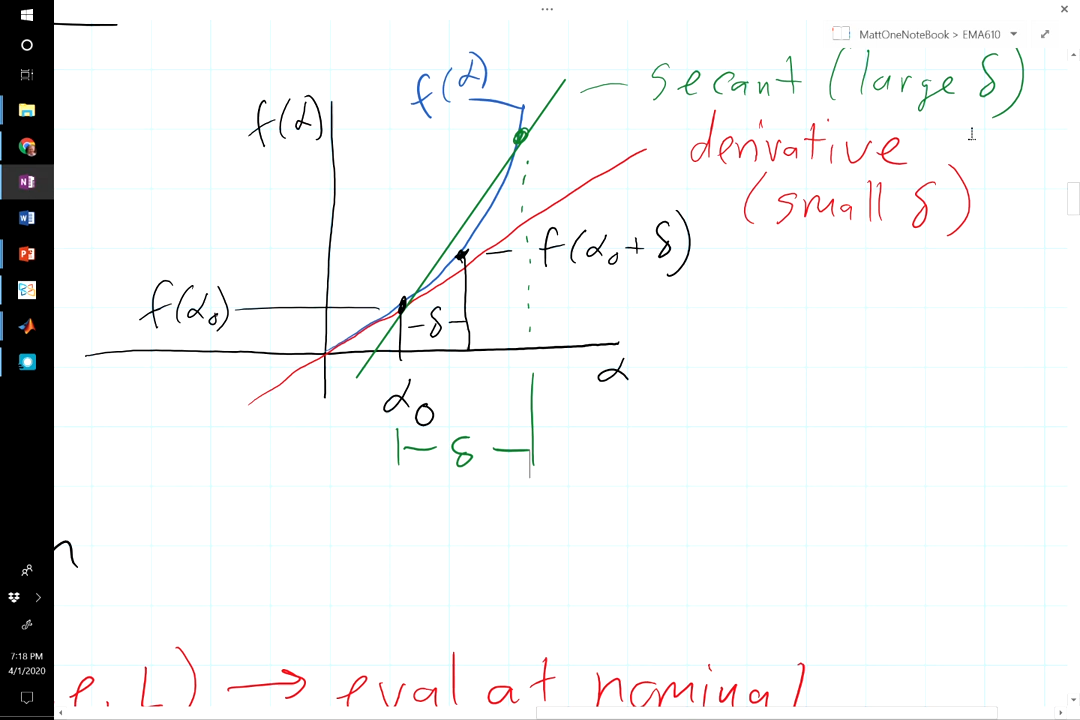 MattOneNoteBook > EMA610
f(α)
secant (large δ)
f(α)
derivative
(small δ)
f(α₀+δ)
f(α₀)
δ
α
α₀
δ
n
7:18 PM
4/1/2020
e. L) → eval at nominal